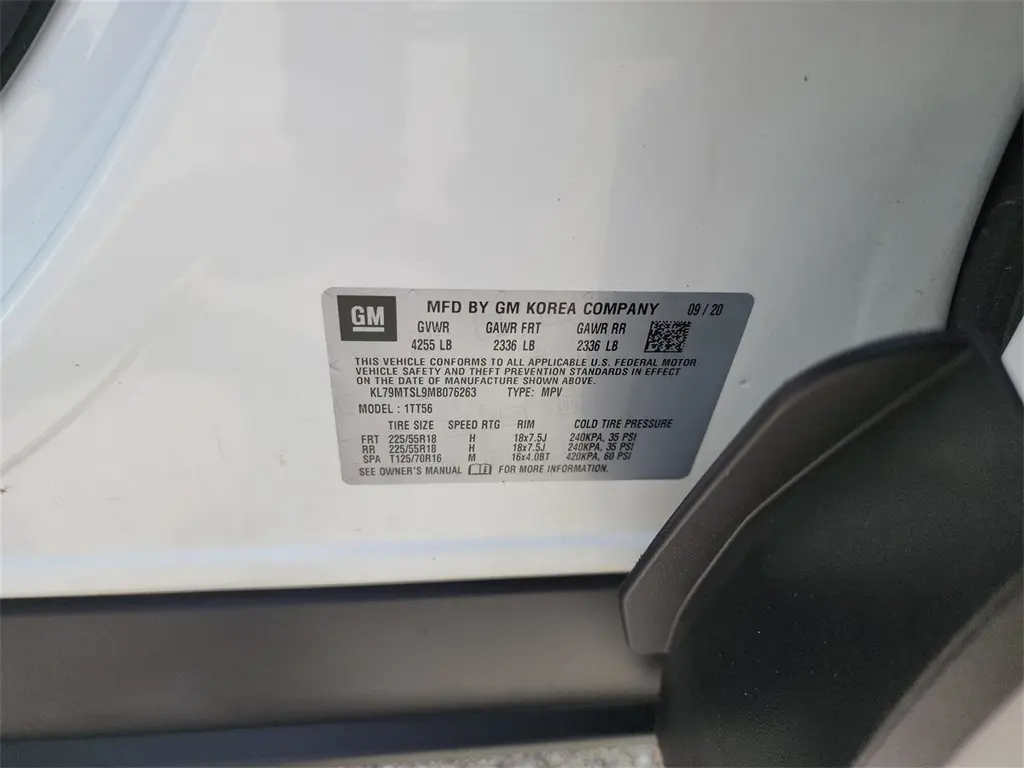 GM
MFD BY GM KOREA COMPANY 09 / 20
GVWR GAWR FRT GAWR RR
4255 LB 2336 LB 2336 LB
THIS VEHICLE CONFORMS TO ALL APPLICABLE U.S. FEDERAL MOTOR
VEHICLE SAFETY AND THEFT PREVENTION STANDARDS IN EFFECT
ON THE DATE OF MANUFACTURE SHOWN ABOVE.
KL79MTSL9MB076263 TYPE: MPV
MODEL : 1TT56
TIRE SIZE SPEED RTG RIM COLD TIRE PRESSURE
FRT 225/55R18 H 18x7.5J 240KPA, 35 PSI
RR 225/55R18 H 18x7.5J 240KPA, 35 PSI
SPA T125/70R16 M 16x4.0BT 420KPA, 60 PSI
SEE OWNER'S MANUAL FOR MORE INFORMATION.